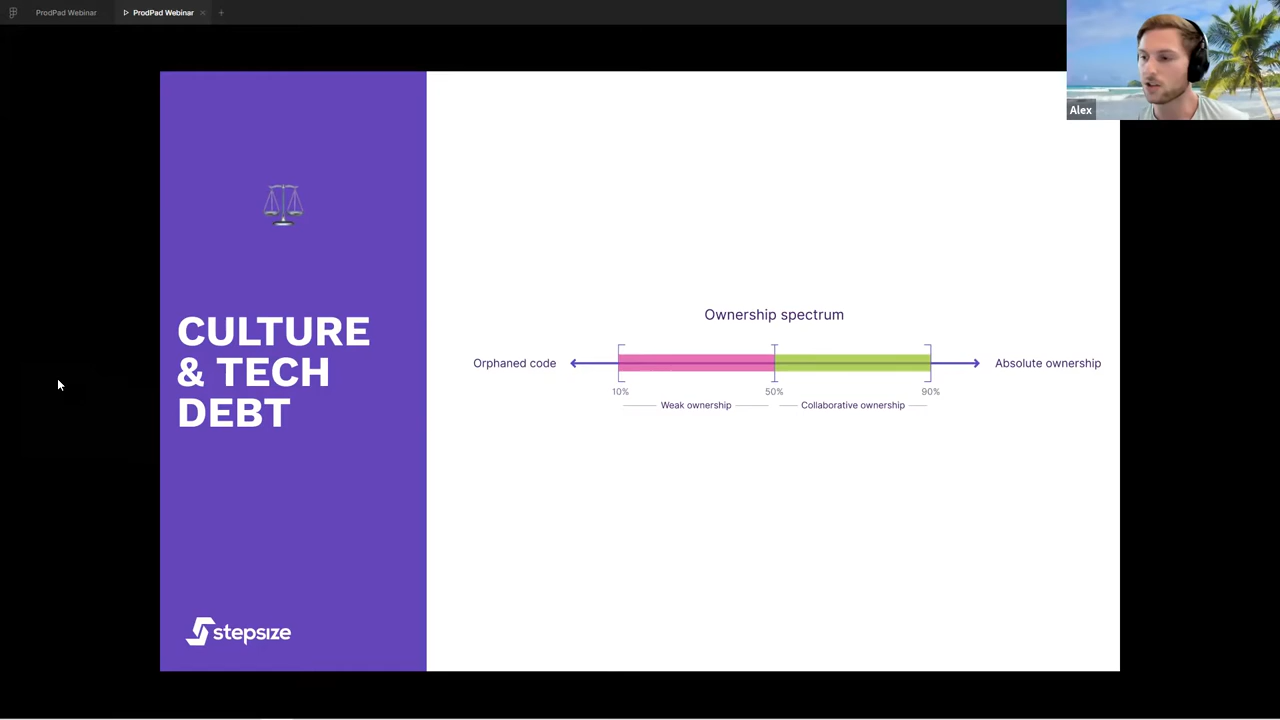 ProdPad Webinar
ProdPad Webinar
Alex
CULTURE
& TECH
DEBT
Ownership spectrum
Orphaned code
Absolute ownership
10%
50%
90%
Weak ownership
Collaborative ownership
stepsize